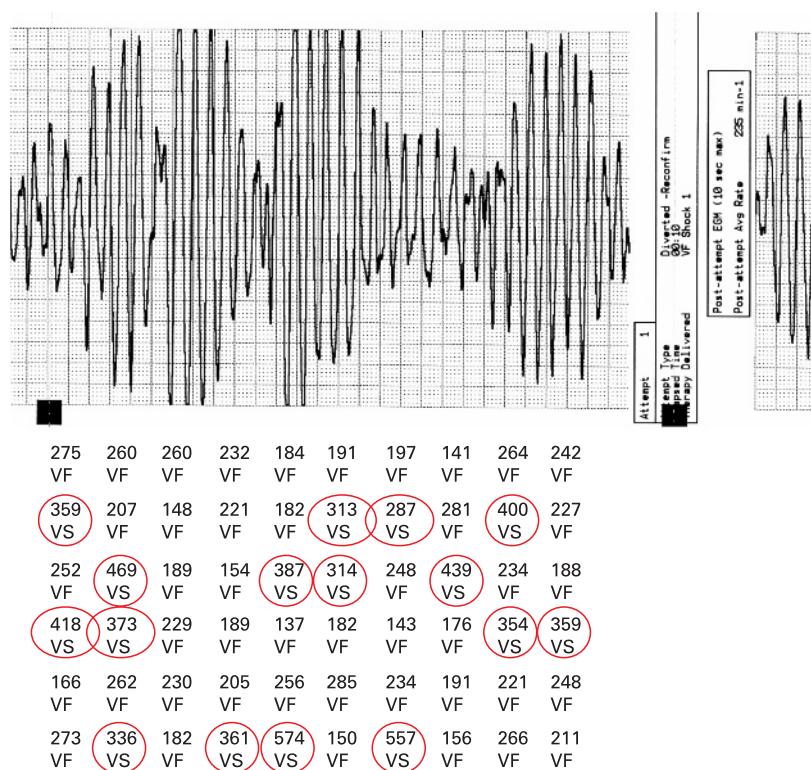 Attempt 1
Attempt Type Diverted -Reconfirm
Elapsed Time 00:10
Therapy Delivered VF Shock 1
Post-attempt EGM (10 sec max)
Post-attempt Avg Rate 235 min-1
275 260 260 232 184 191 197 141 264 242
VF VF VF VF VF VF VF VF VF VF
359 207 148 221 182 313 287 281 400 227
VS VF VF VF VF VS VS VF VS VF
252 469 189 154 387 314 248 439 234 188
VF VS VF VF VS VS VF VS VF VF
418 373 229 189 137 182 143 176 354 359
VS VS VF VF VF VF VF VF VS VS
166 262 230 205 256 285 234 191 221 248
VF VF VF VF VF VF VF VF VF VF
273 336 182 361 574 150 557 156 266 211
VF VS VF VS VS VF VS VF VF VF